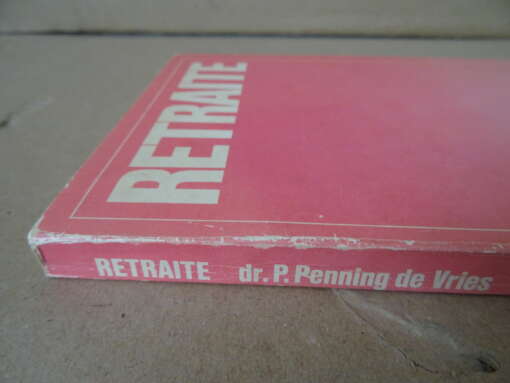 RETRAITE
RETRAITE dr. P. Penning de Vries